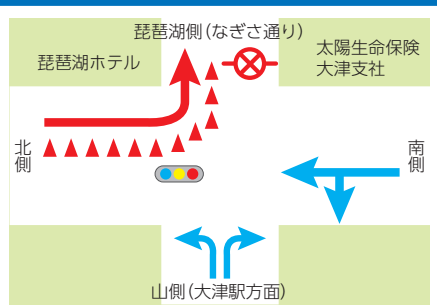 琵琶湖側(なぎさ通り)
琵琶湖ホテル
太陽生命保険
大津支社
北側
南側
山側(大津駅方面)